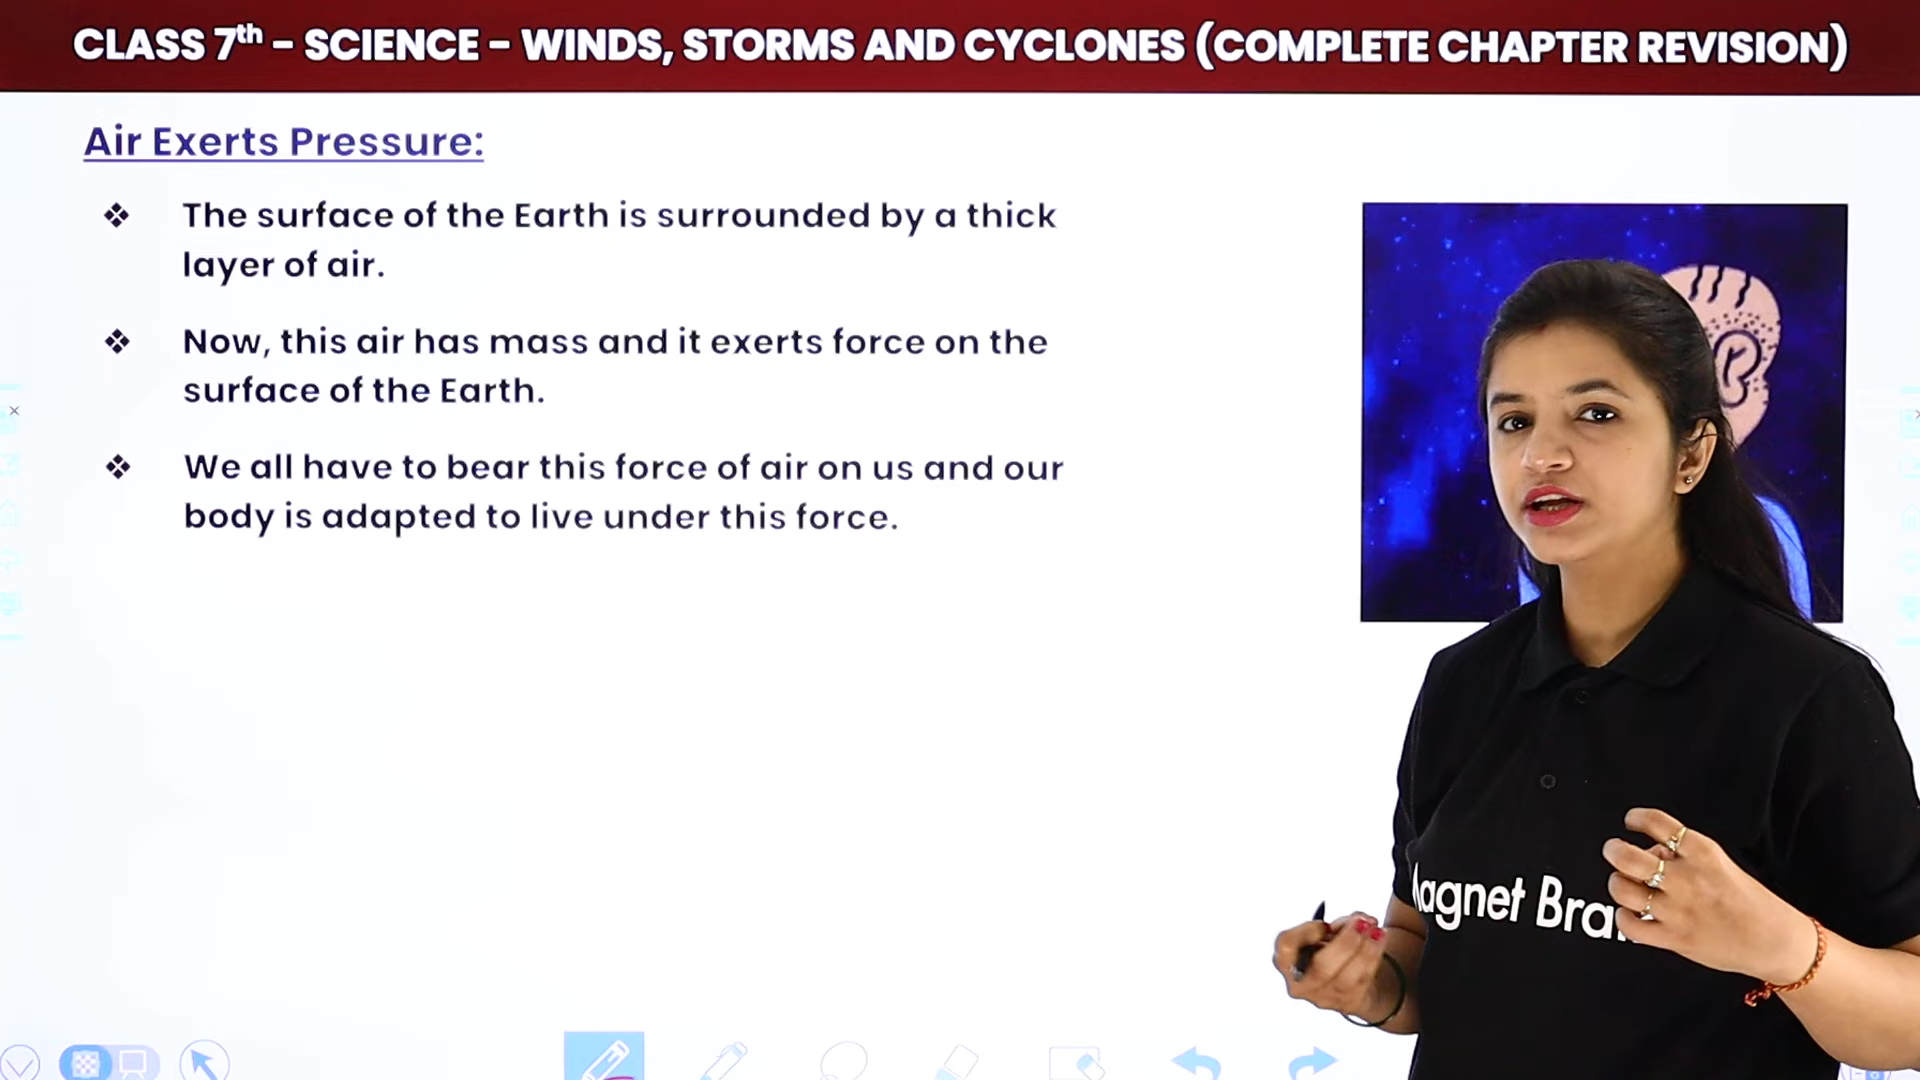 CLASS 7th – SCIENCE – WINDS, STORMS AND CYCLONES (COMPLETE CHAPTER REVISION)
Air Exerts Pressure:
❖ The surface of the Earth is surrounded by a thick
layer of air.
❖ Now, this air has mass and it exerts force on the
surface of the Earth.
❖ We all have to bear this force of air on us and our
body is adapted to live under this force.
agnet Bra